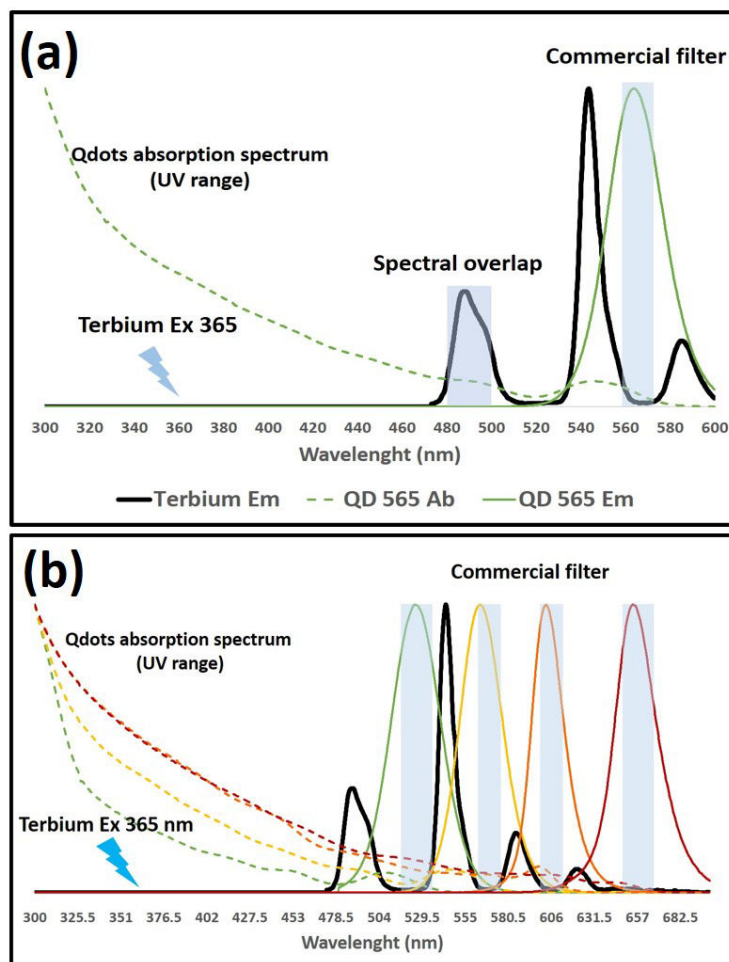 (a)
Commercial filter
Qdots absorption spectrum
(UV range)
Spectral overlap
Terbium Ex 365
300 320 340 360 380 400 420 440 460 480 500 520 540 560 580 600
Wavelenght (nm)
Terbium Em QD 565 Ab QD 565 Em
(b)
Commercial filter
Qdots absorption spectrum
(UV range)
Terbium Ex 365 nm
300 325.5 351 376.5 402 427.5 453 478.5 504 529.5 555 580.5 606 631.5 657 682.5
Wavelenght (nm)